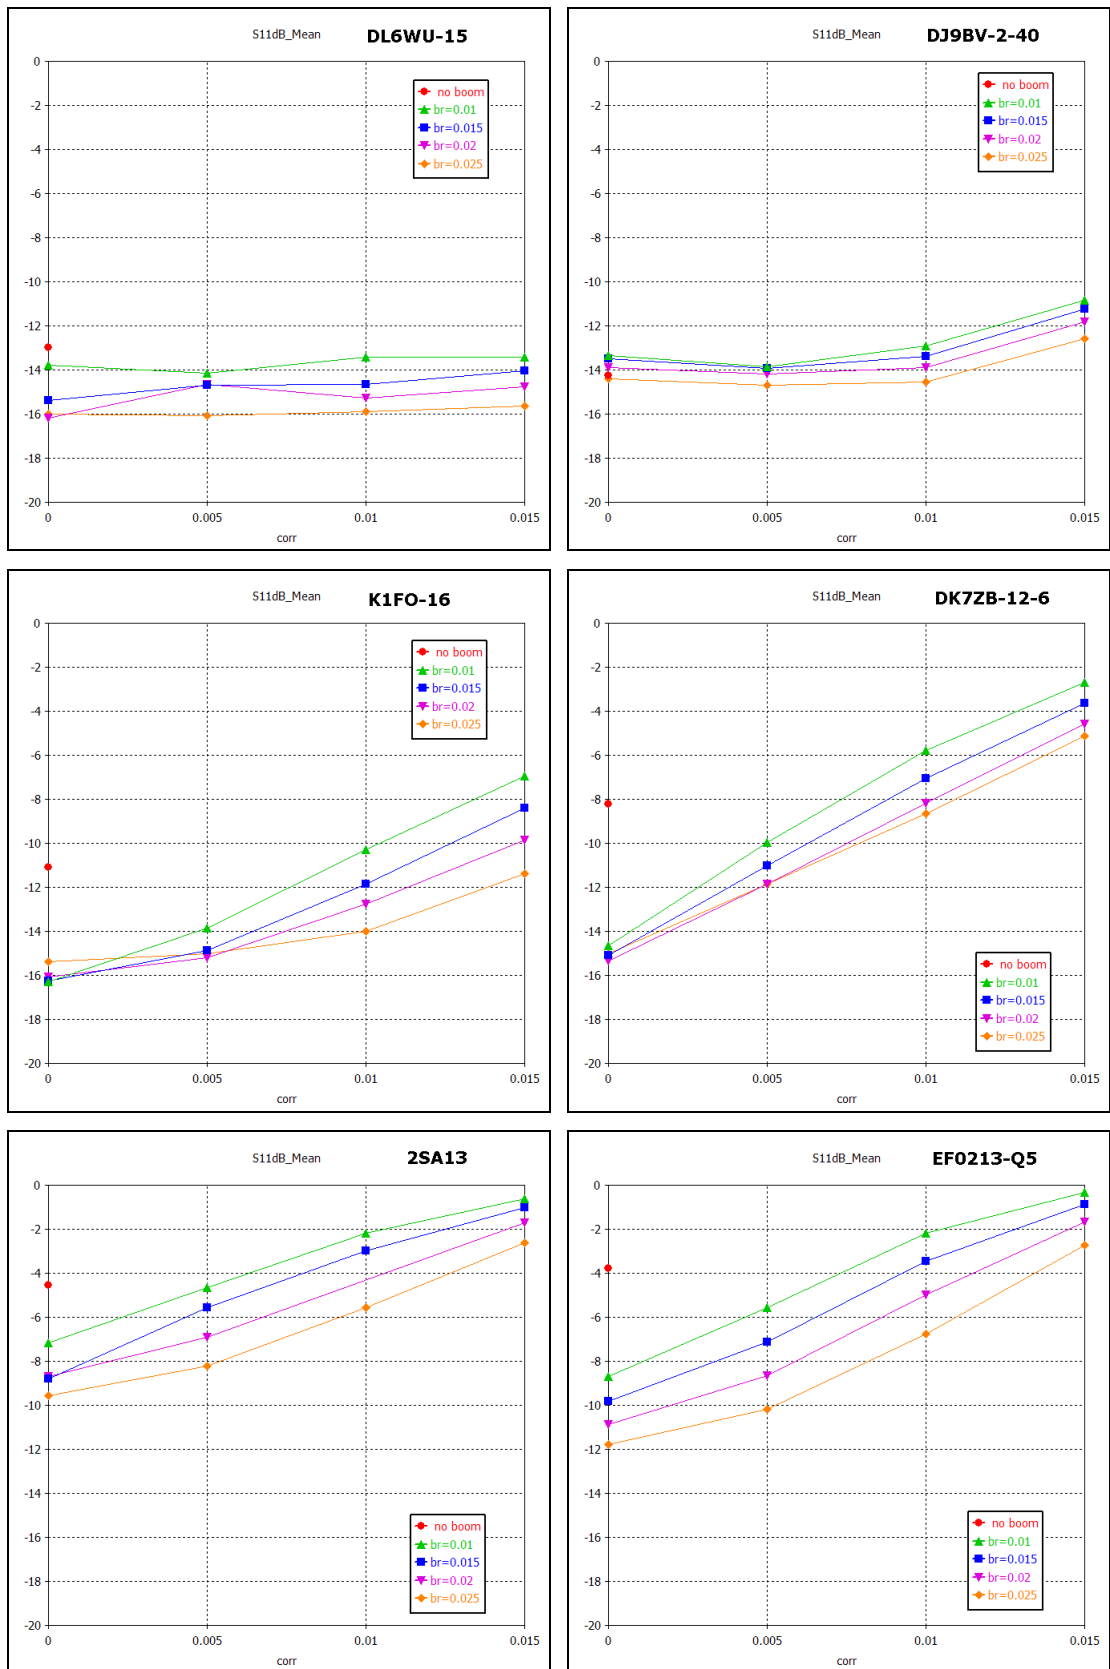 S11dB_Mean DL6WU-15
0
-2
-4
-6
-8
-10
-12
-14
-16
-18
-20
no boom
br=0.01
br=0.015
br=0.02
br=0.025
0 0.005 0.01 0.015
corr
S11dB_Mean DJ9BV-2-40
0
-2
-4
-6
-8
-10
-12
-14
-16
-18
-20
no boom
br=0.01
br=0.015
br=0.02
br=0.025
0 0.005 0.01 0.015
corr
S11dB_Mean K1FO-16
0
-2
-4
-6
-8
-10
-12
-14
-16
-18
-20
no boom
br=0.01
br=0.015
br=0.02
br=0.025
0 0.005 0.01 0.015
corr
S11dB_Mean DK7ZB-12-6
0
-2
-4
-6
-8
-10
-12
-14
-16
-18
-20
no boom
br=0.01
br=0.015
br=0.02
br=0.025
0 0.005 0.01 0.015
corr
S11dB_Mean 2SA13
0
-2
-4
-6
-8
-10
-12
-14
-16
-18
-20
no boom
br=0.01
br=0.015
br=0.02
br=0.025
0 0.005 0.01 0.015
corr
S11dB_Mean EF0213-Q5
0
-2
-4
-6
-8
-10
-12
-14
-16
-18
-20
no boom
br=0.01
br=0.015
br=0.02
br=0.025
0 0.005 0.01 0.015
corr